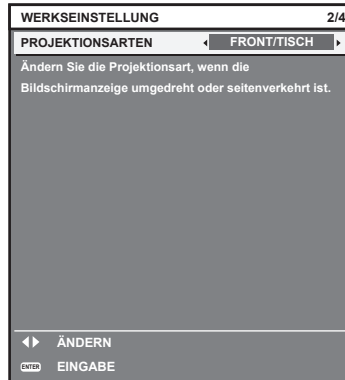 WERKSEINSTELLUNG 2/4
PROJEKTIONSARTEN FRONT/TISCH
Ändern Sie die Projektionsart, wenn die
Bildschirmanzeige umgedreht oder seitenverkehrt ist.
ÄNDERN
ENTER EINGABE